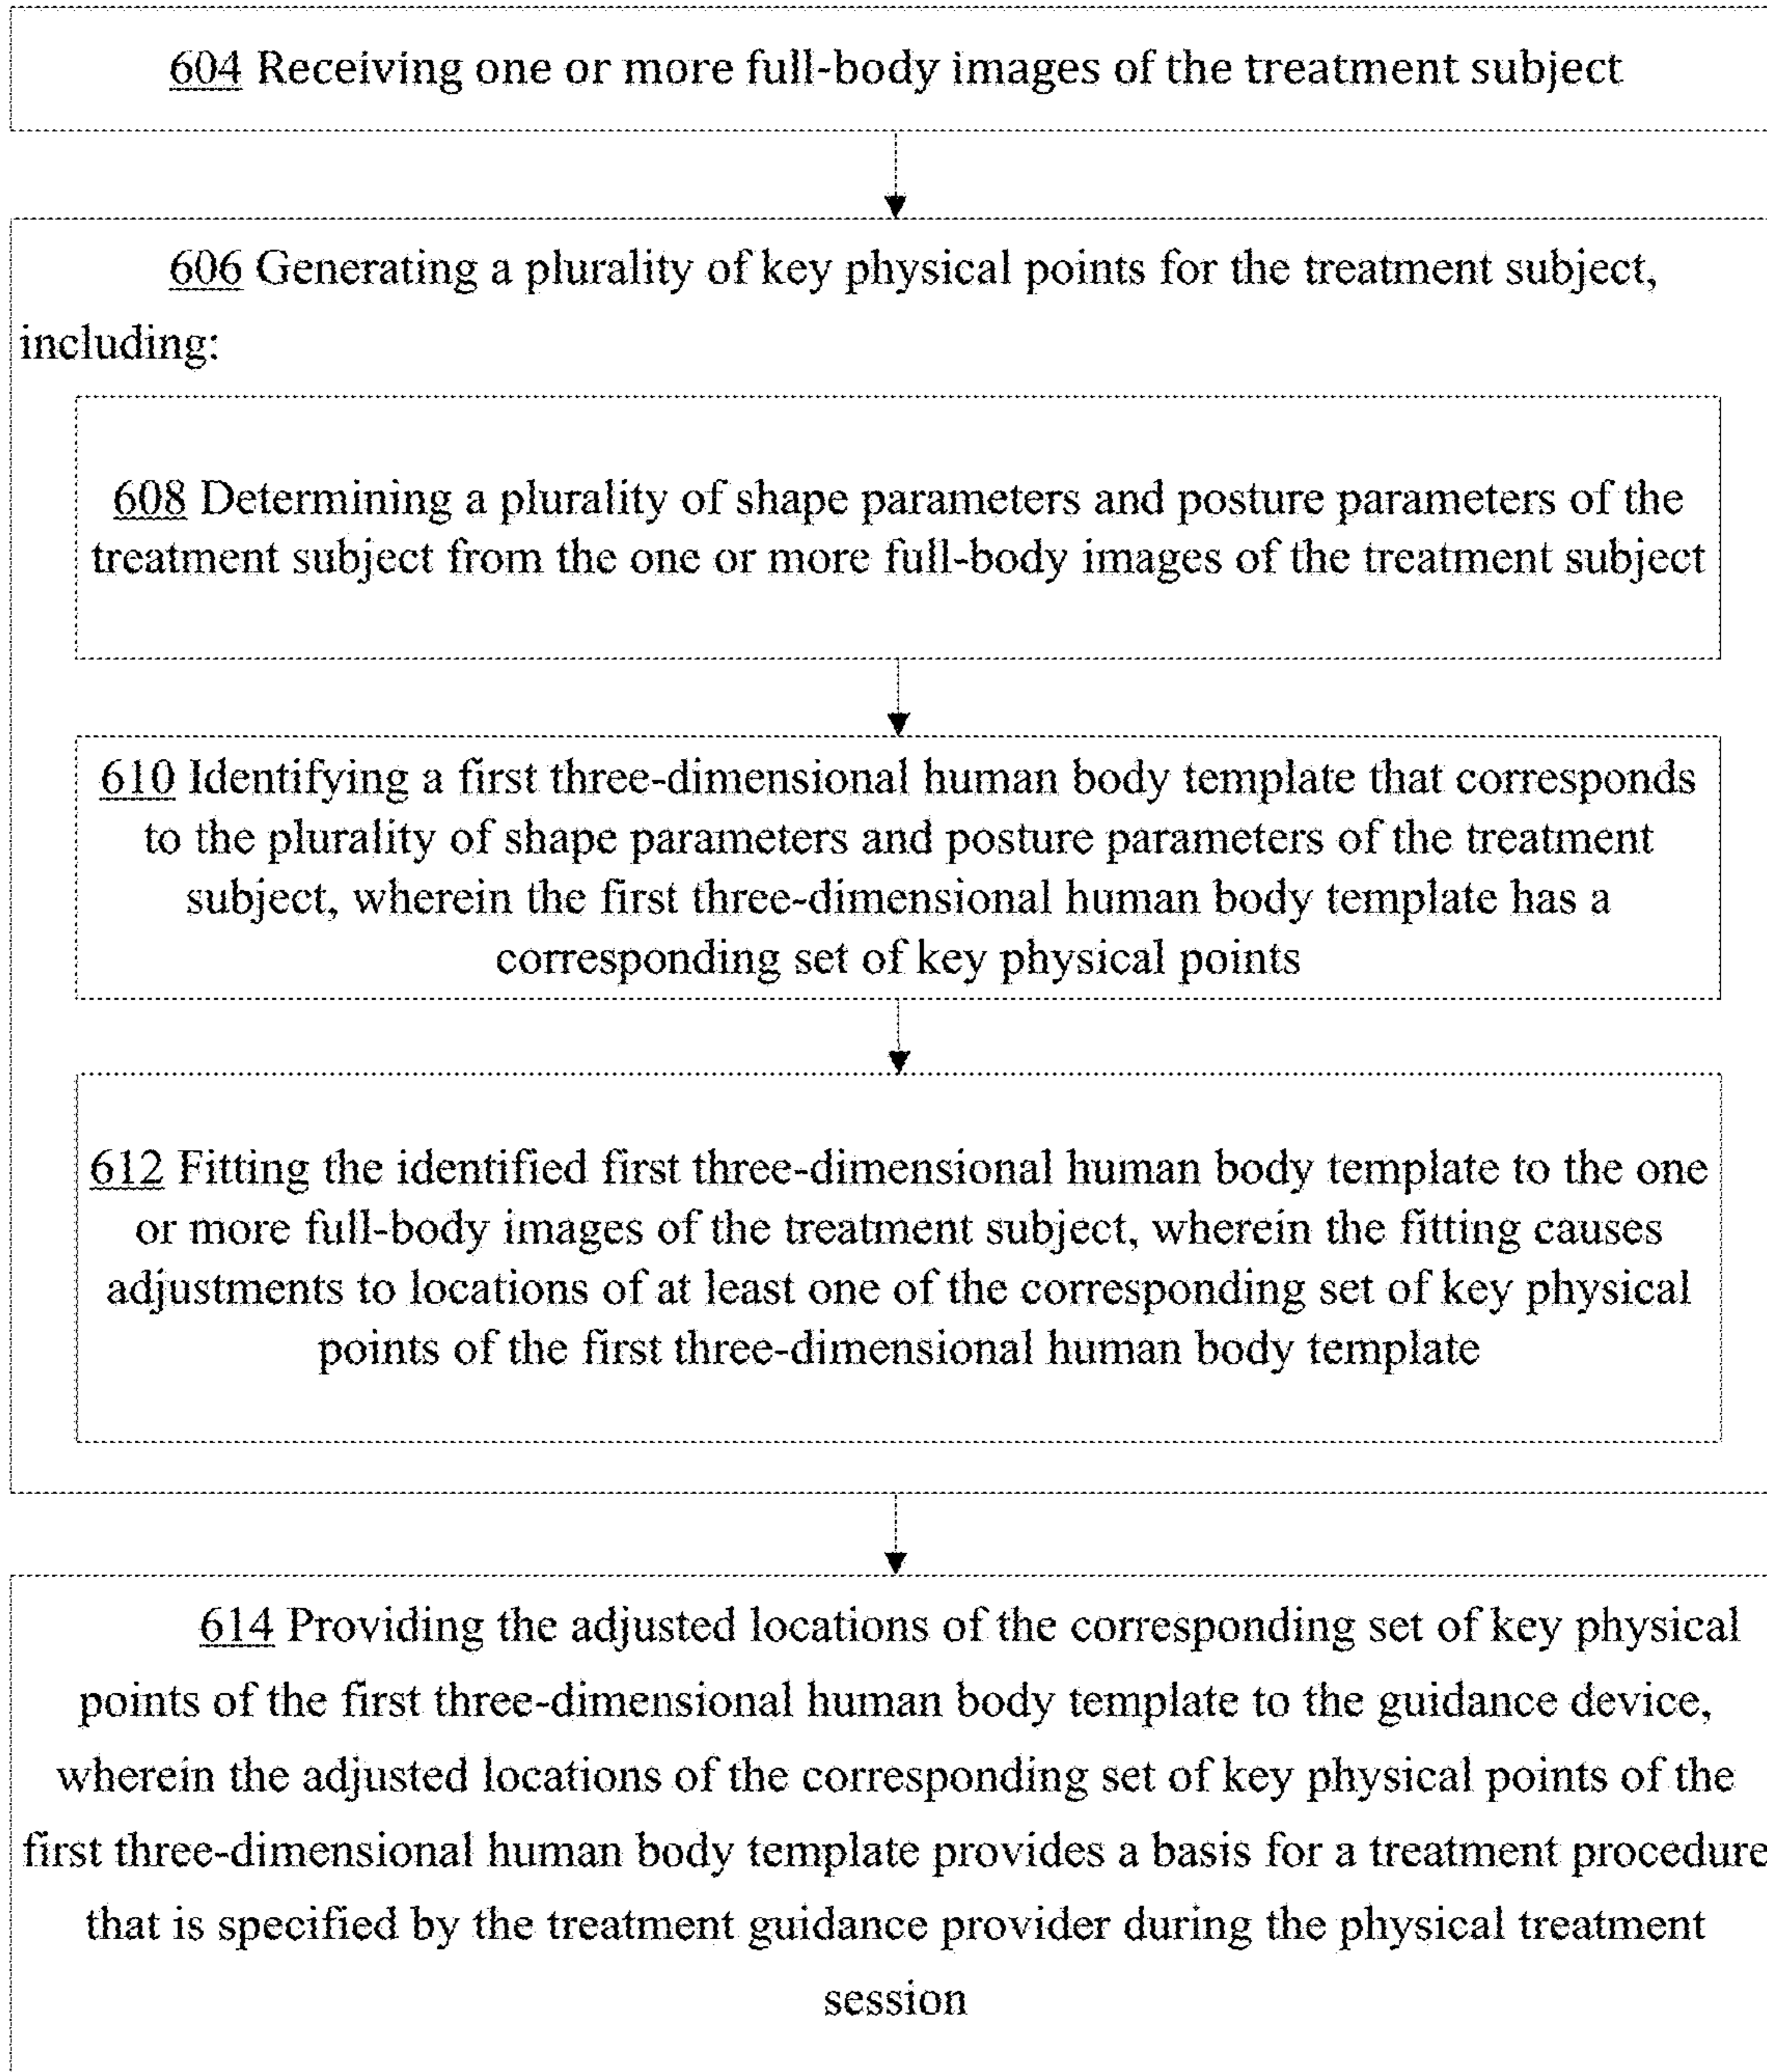 604 Receiving one or more full-body images of the treatment subject
606 Generating a plurality of key physical points for the treatment subject,
including:
608 Determining a plurality of shape parameters and posture parameters of the
treatment subject from the one or more full-body images of the treatment subject
610 Identifying a first three-dimensional human body template that corresponds
to the plurality of shape parameters and posture parameters of the treatment
subject, wherein the first three-dimensional human body template has a
corresponding set of key physical points
612 Fitting the identified first three-dimensional human body template to the one
or more full-body images of the treatment subject, wherein the fitting causes
adjustments to locations of at least one of the corresponding set of key physical
points of the first three-dimensional human body template
614 Providing the adjusted locations of the corresponding set of key physical
points of the first three-dimensional human body template to the guidance device,
wherein the adjusted locations of the corresponding set of key physical points of the
first three-dimensional human body template provides a basis for a treatment procedure
that is specified by the treatment guidance provider during the physical treatment
session